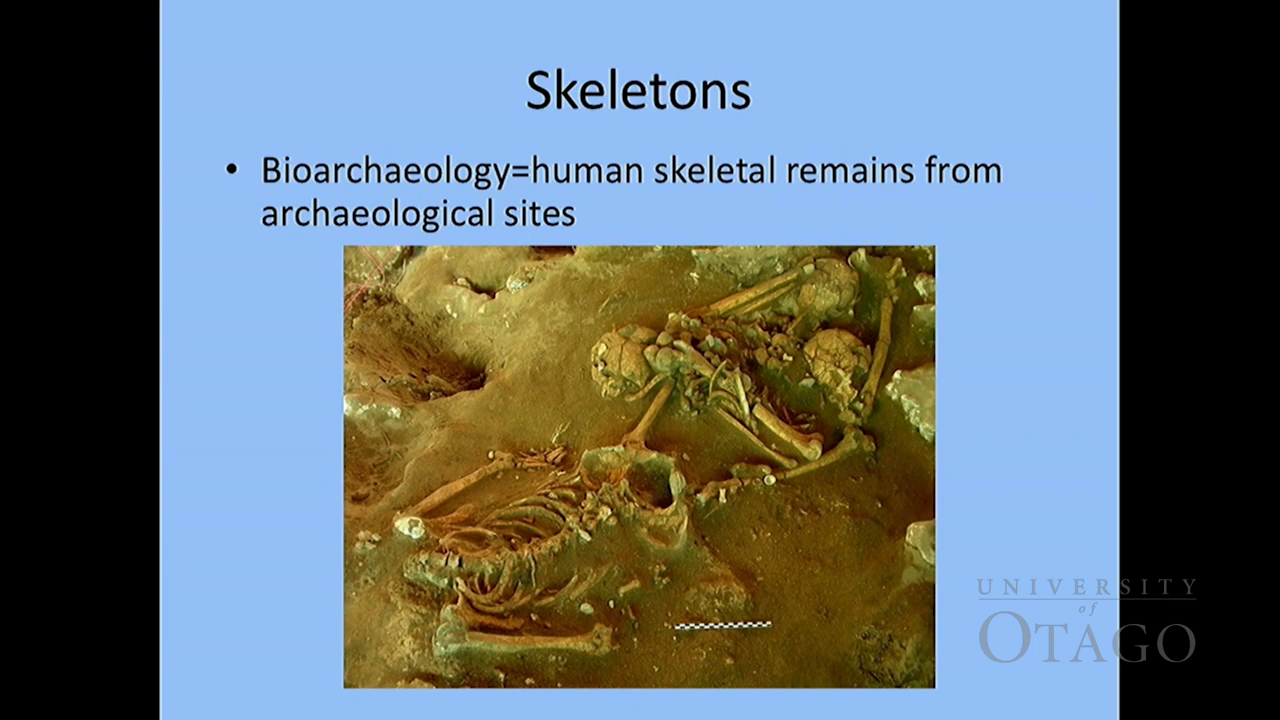 Skeletons
• Bioarchaeology=human skeletal remains from
archaeological sites
UNIVERSITY
of
OTAGO